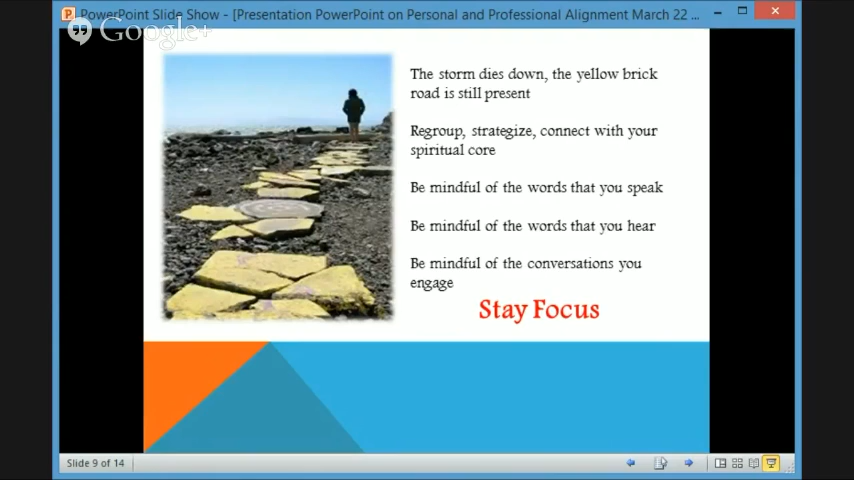 PowerPoint Slide Show - [Presentation PowerPoint on Personal and Professional Alignment March 22 ...
Google+
The storm dies down, the yellow brick
road is still present
Regroup, strategize, connect with your
spiritual core
Be mindful of the words that you speak
Be mindful of the words that you hear
Be mindful of the conversations you
engage
Stay Focus
Slide 9 of 14